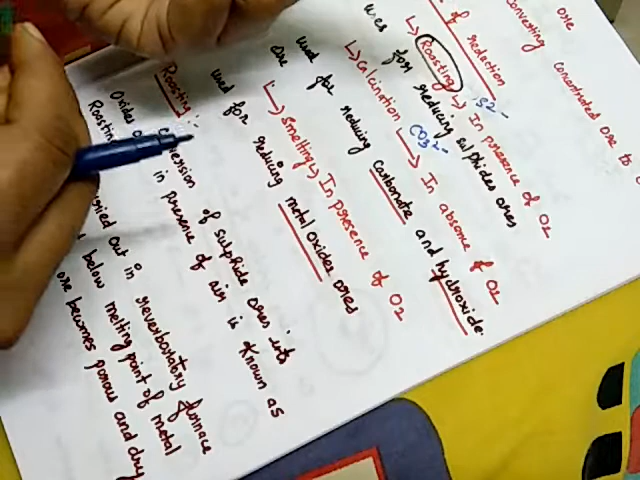 converting concentrated ore to
of reduction
↳ Roasting ↳ In presence of O2
S2-
uses for reducing sulphides ores
↳ Calcination ↳ In absence of O2
CO3 2-
used for reducing carbonate and hydroxide
ore
↳ Smelting ↳ In presence of O2
used for reducing metal oxides ores
Roasting :- conversion of sulphide ores into
oxides in presence of air is known as
Roasting
carried out in reverbostatry furnace
below melting point of metal
ore becomes porous and dry